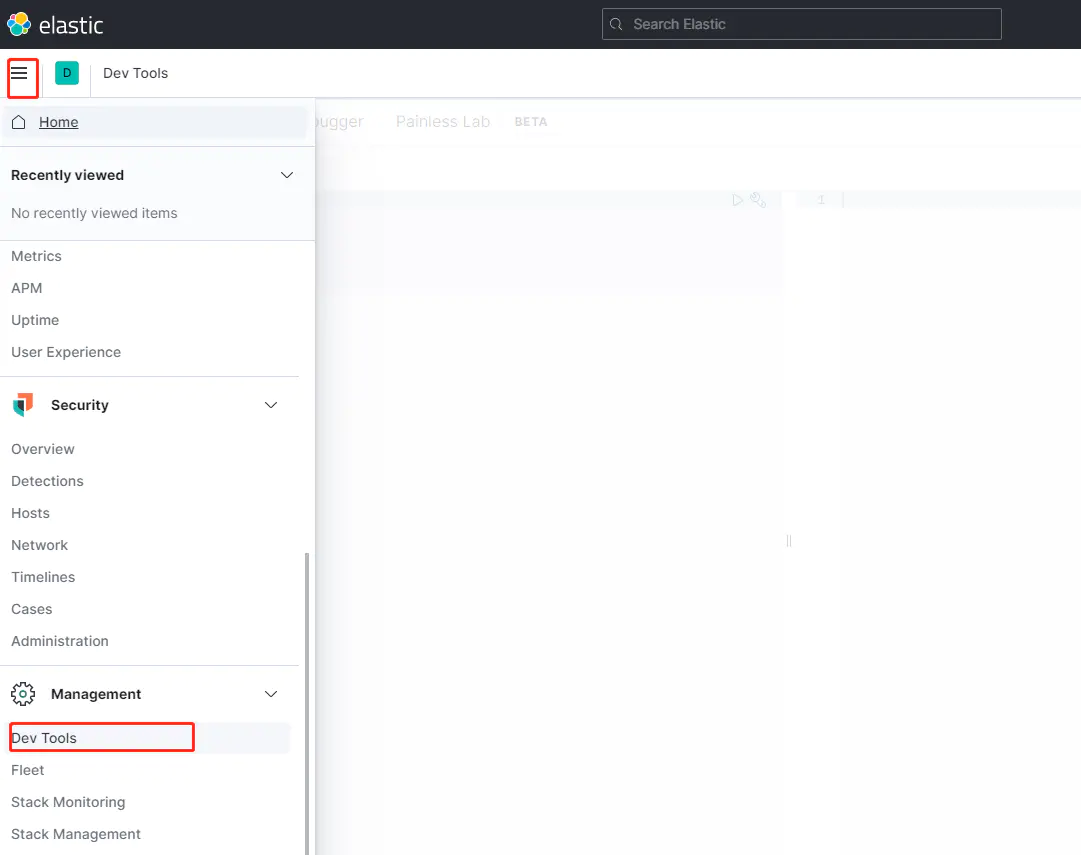 elastic
Search Elastic
D
Dev Tools
Home
Painless Lab BETA
Recently viewed
No recently viewed items
1
Metrics
APM
Uptime
User Experience
Security
Overview
Detections
Hosts
Network
Timelines
Cases
Administration
Management
Dev Tools
Fleet
Stack Monitoring
Stack Management